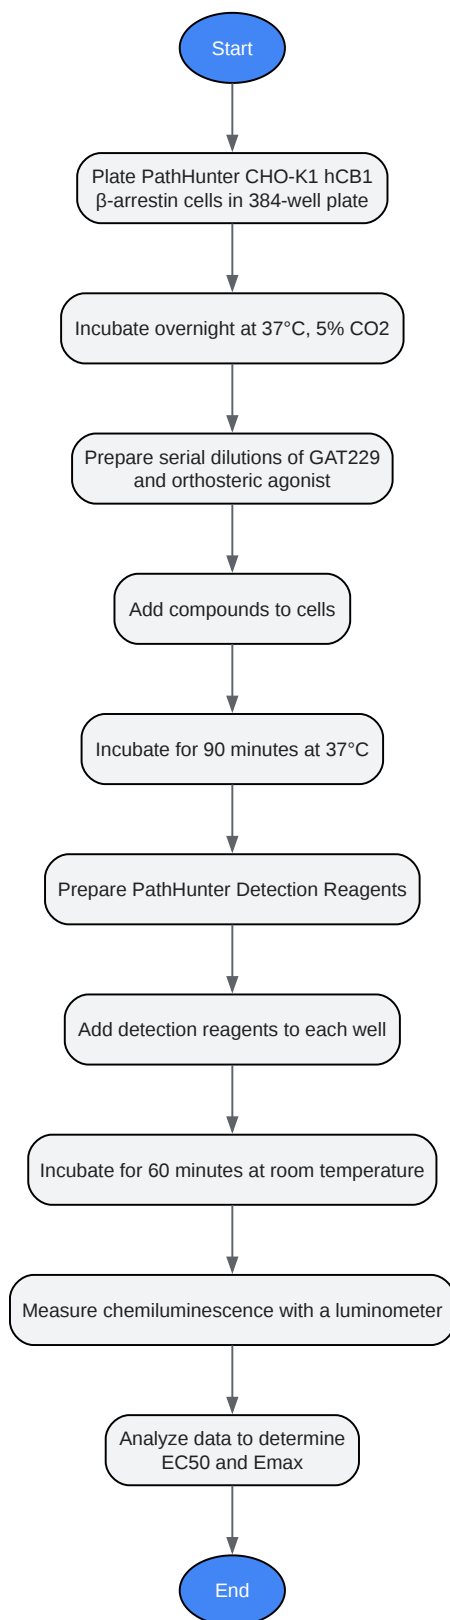 Start
Plate PathHunter CHO-K1 hCB1
β-arrestin cells in 384-well plate
Incubate overnight at 37°C, 5% CO2
Prepare serial dilutions of GAT229
and orthosteric agonist
Add compounds to cells
Incubate for 90 minutes at 37°C
Prepare PathHunter Detection Reagents
Add detection reagents to each well
Incubate for 60 minutes at room temperature
Measure chemiluminescence with a luminometer
Analyze data to determine
EC50 and Emax
End